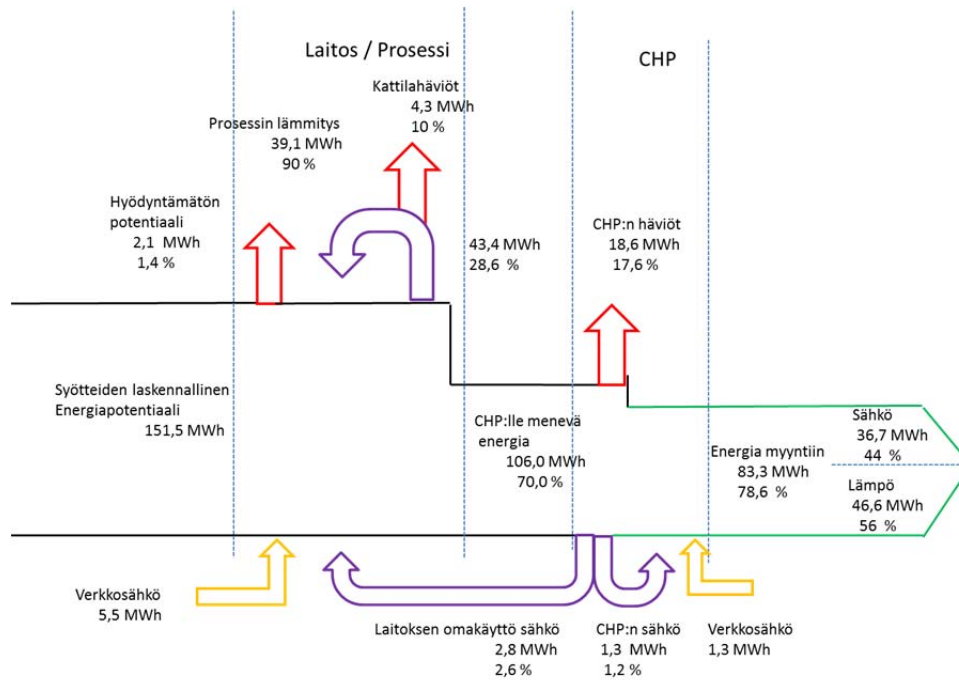 Laitos / Prosessi
CHP
Kattilahäviöt
4,3 MWh
10 %
Prosessin lämmitys
39,1 MWh
90 %
Hyödyntämätön
potentiaali
2,1 MWh
1,4 %
43,4 MWh
28,6 %
CHP:n häviöt
18,6 MWh
17,6 %
Syötteiden laskennallinen
Energiapotentiaali
151,5 MWh
CHP:lle menevä
energia
106,0 MWh
70,0 %
Energia myyntiin
83,3 MWh
78,6 %
Sähkö
36,7 MWh
44 %
Lämpö
46,6 MWh
56 %
Verkkosähkö
5,5 MWh
Laitoksen omakäyttö sähkö
2,8 MWh
2,6 %
CHP:n sähkö
1,3 MWh
1,2 %
Verkkosähkö
1,3 MWh